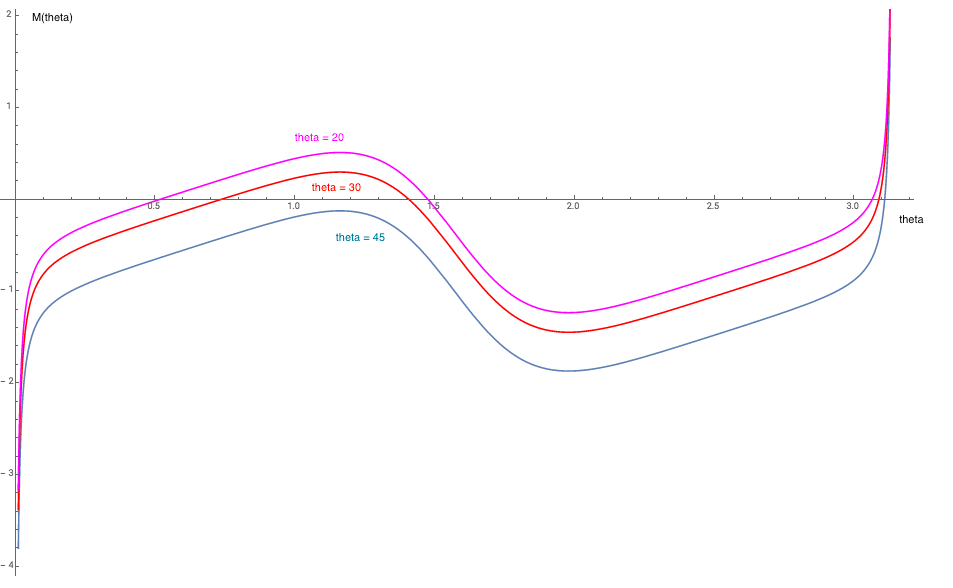 2
M(theta)
1
theta = 20
theta = 30
0.5
1.0
1.5
2.0
2.5
3.0
theta
theta = 45
– 1
– 2
– 3
– 4